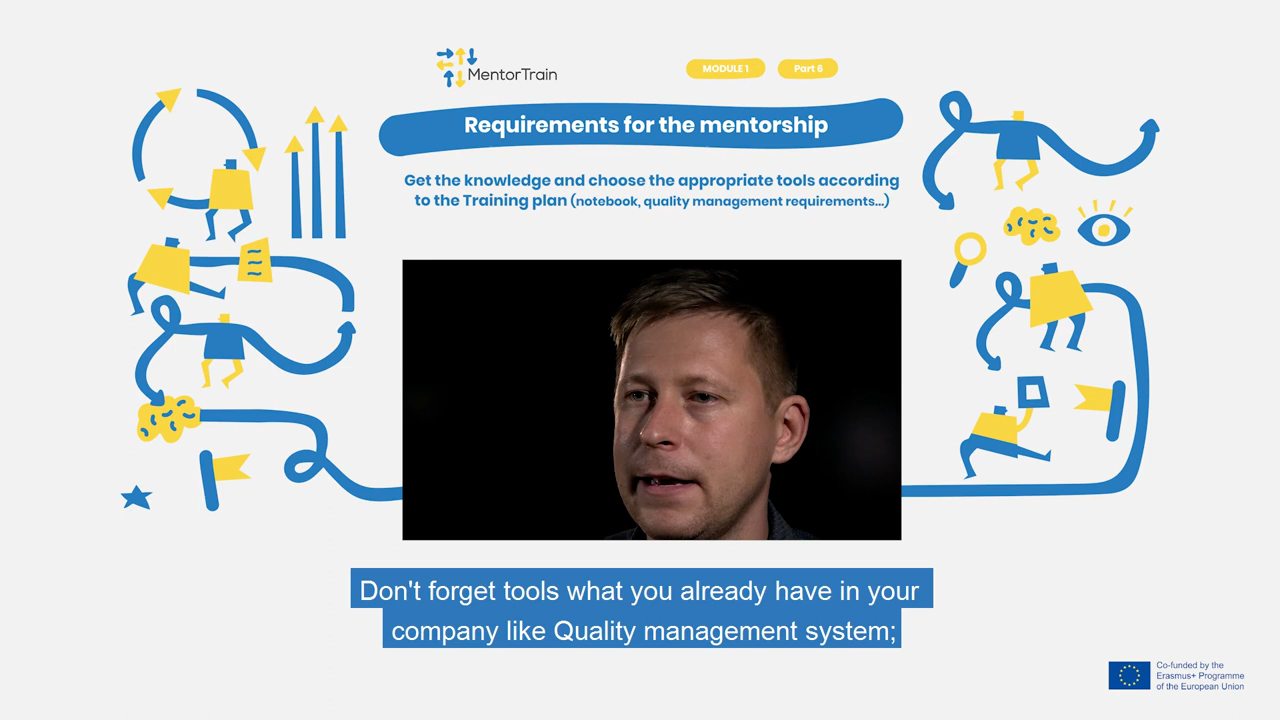 MentorTrain
MODULE 1
Part 6
Requirements for the mentorship
Get the knowledge and choose the appropriate tools according
to the Training plan (notebook, quality management requirements...)
Don't forget tools what you already have in your
company like Quality management system;
Co-funded by the
Erasmus+ Programme
of the European Union